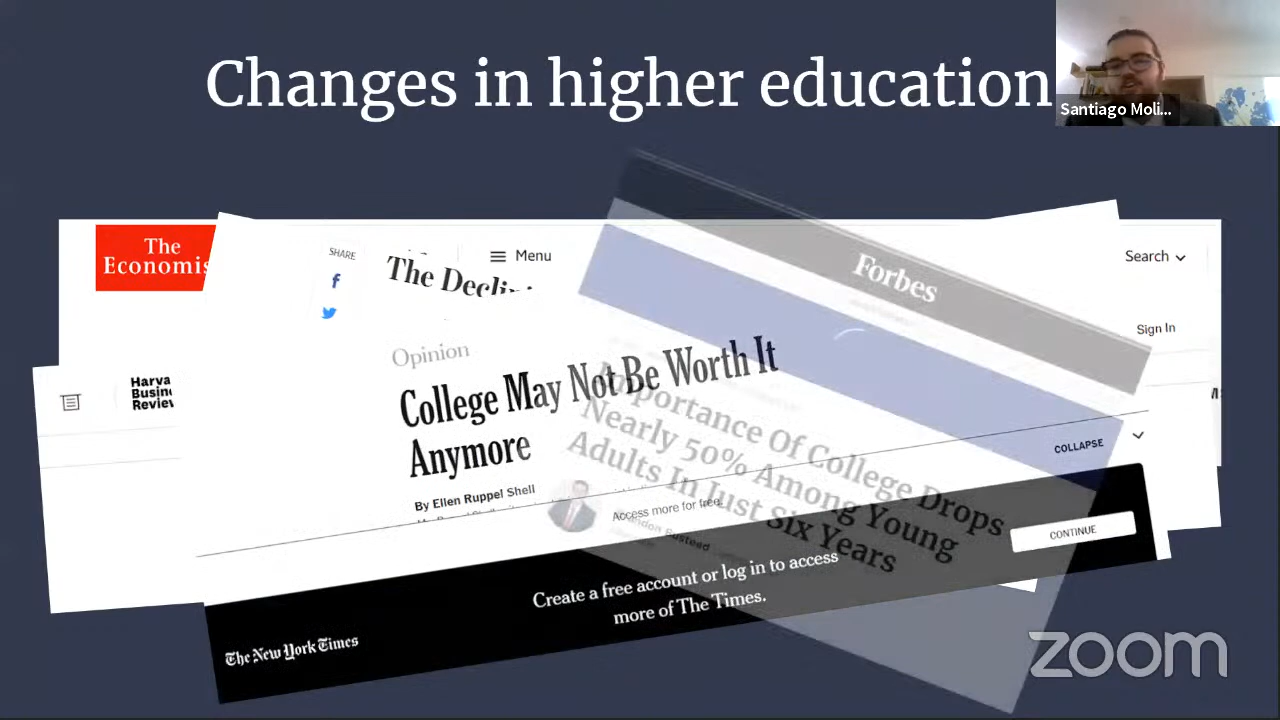 Changes in higher education
Santiago Moli...
The
Economis
SHARE
Menu
The Declin
Forbes
Search
Sign In
Harva
Busine
Review
Opinion
College May Not Be Worth It
Anymore
By Ellen Ruppel Shell
Importance Of College Drops
Nearly 50% Among Young
Adults In Just Six Years
Busteed
COLLAPSE
Access more for free.
CONTINUE
Create a free account or log in to access
more of The Times.
The New York Times
zoom